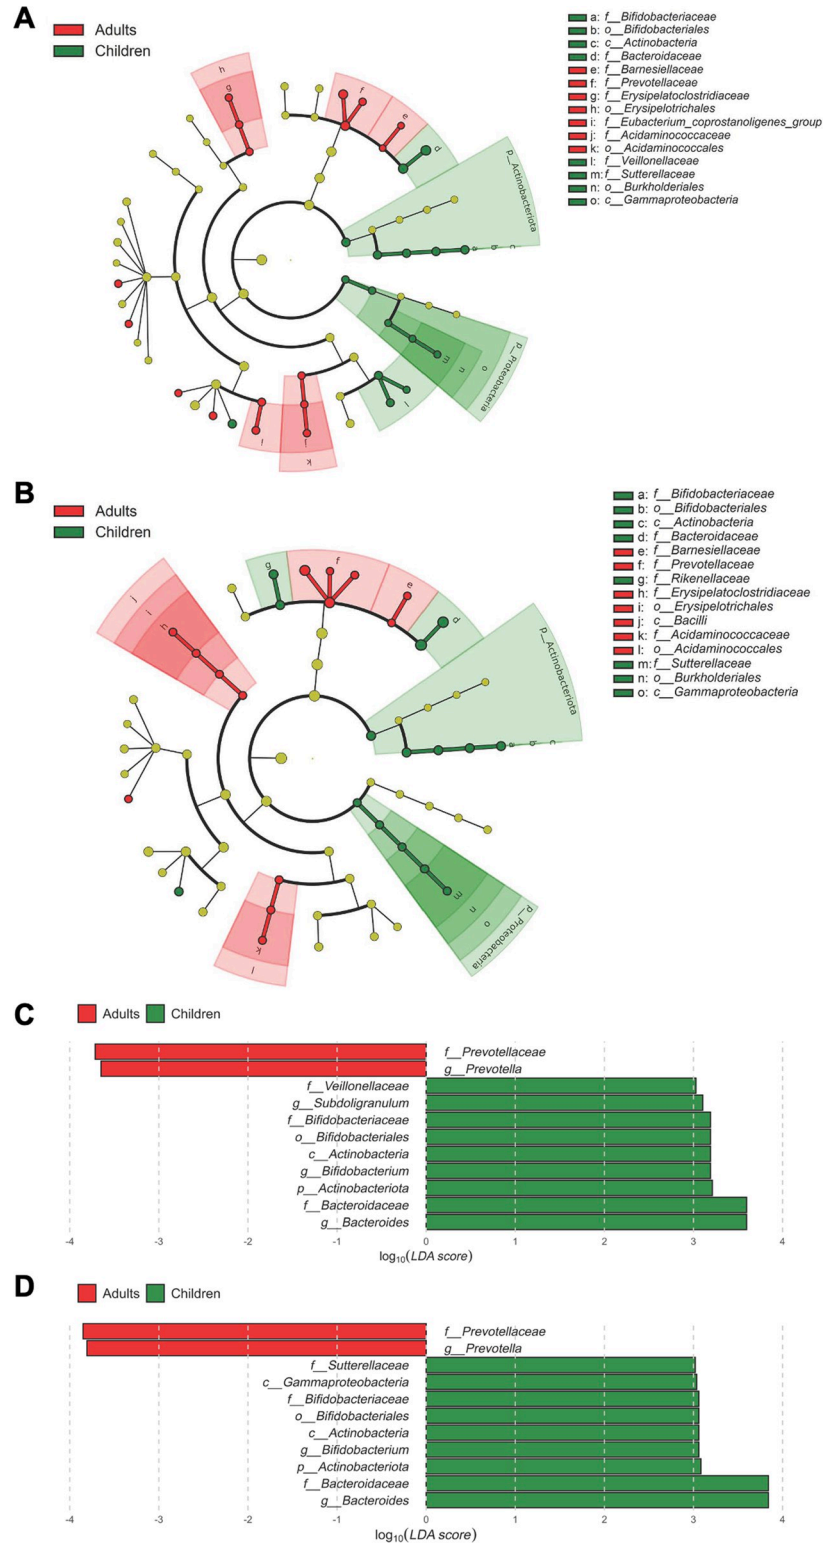 A
Adults
Children
a: f__Bifidobacteriaceae
b: o__Bifidobacteriales
c: c__Actinobacteria
d: f__Bacteroidaceae
e: f__Barnesiellaceae
f: f__Prevotellaceae
g: f__Erysipelatoclostridiaceae
h: o__Erysipelotrichales
i: f__Eubacterium_coprostanoligenes_group
j: f__Acidaminococcaceae
k: o__Acidaminococcales
l: f__Veillonellaceae
m: f__Sutterellaceae
n: o__Burkholderiales
o: c__Gammaproteobacteria
h
g
f
e
d
p__Actinobacteriota
a b c
m n o
p__Proteobacteria
l
i
j
k
B
Adults
Children
a: f__Bifidobacteriaceae
b: o__Bifidobacteriales
c: c__Actinobacteria
d: f__Bacteroidaceae
e: f__Barnesiellaceae
f: f__Prevotellaceae
g: f__Rikenellaceae
h: f__Erysipelatoclostridiaceae
i: o__Erysipelotrichales
j: c__Bacilli
k: f__Acidaminococcaceae
l: o__Acidaminococcales
m: f__Sutterellaceae
n: o__Burkholderiales
o: c__Gammaproteobacteria
g
f
e
d
j i h
p__Actinobacteriota
a b c
m n o
p__Proteobacteria
k
l
C
Adults Children
f__Prevotellaceae
g__Prevotella
f__Veillonellaceae
g__Subdoligranulum
f__Bifidobacteriaceae
o__Bifidobacteriales
c__Actinobacteria
g__Bifidobacterium
p__Actinobacteriota
f__Bacteroidaceae
g__Bacteroides
-4 -3 -2 -1 0 1 2 3 4
log10(LDA score)
D
Adults Children
f__Prevotellaceae
g__Prevotella
f__Sutterellaceae
c__Gammaproteobacteria
f__Bifidobacteriaceae
o__Bifidobacteriales
c__Actinobacteria
g__Bifidobacterium
p__Actinobacteriota
f__Bacteroidaceae
g__Bacteroides
-4 -3 -2 -1 0 1 2 3 4
log10(LDA score)